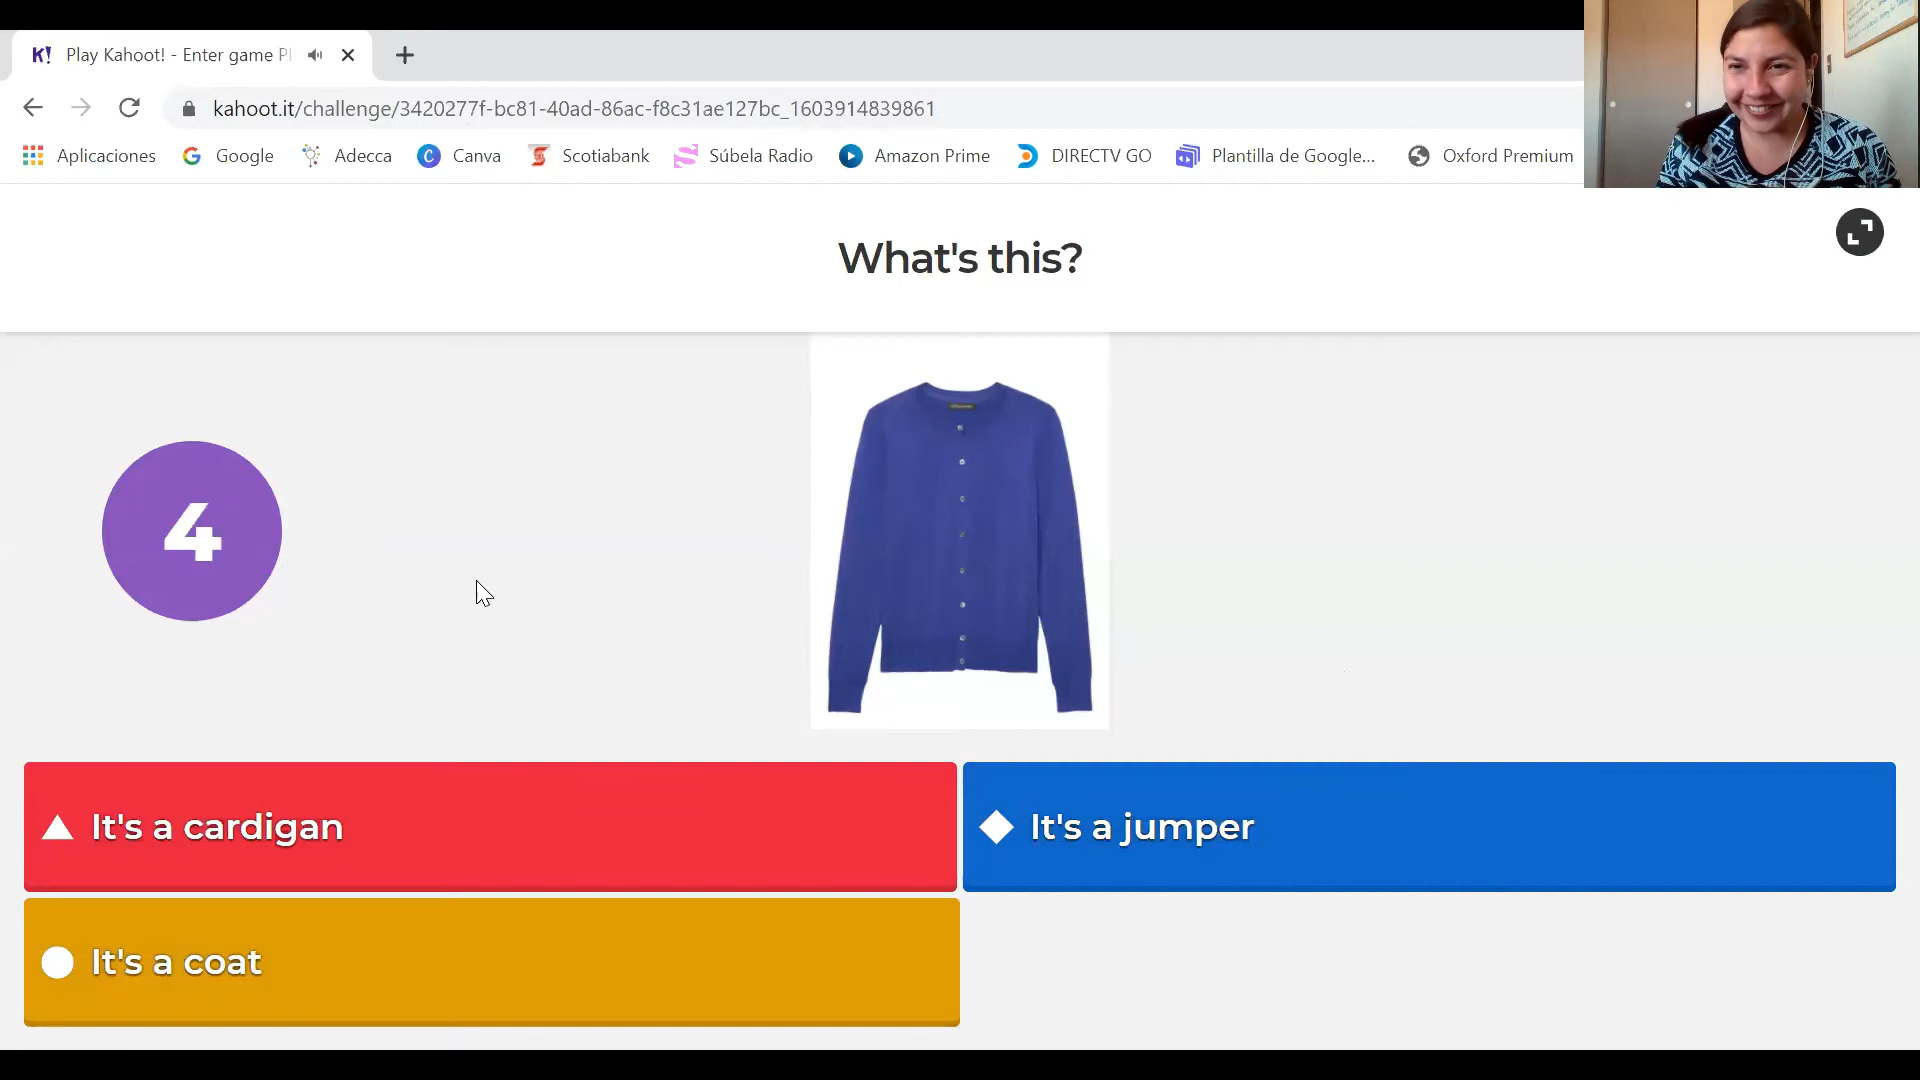 K! Play Kahoot! - Enter game P
kahoot.it/challenge/3420277f-bc81-40ad-86ac-f8c31ae127bc_1603914839861
Aplicaciones Google Adecca Canva Scotiabank Súbela Radio Amazon Prime DIRECTV GO Plantilla de Google... Oxford Premium
What's this?
4
It's a cardigan
It's a jumper
It's a coat